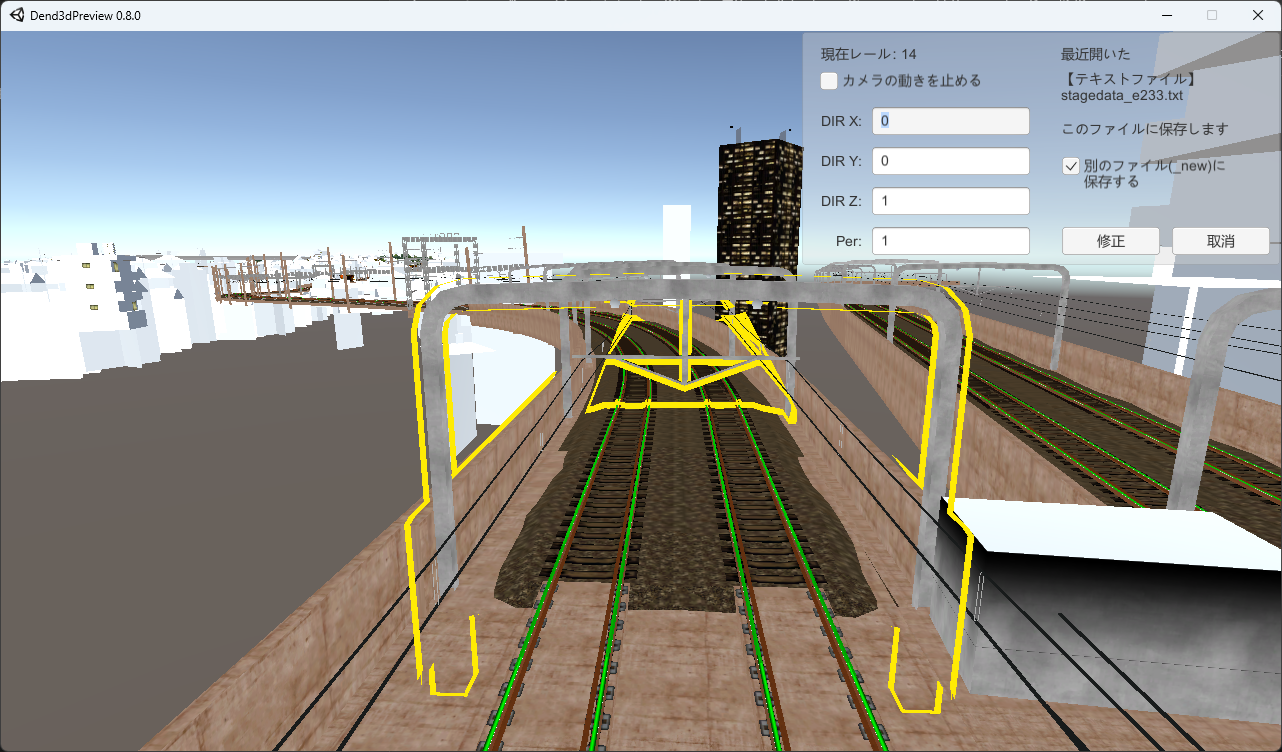 Dend3dPreview 0.8.0
現在レール: 14
カメラの動きを止める
DIR X: 0
DIR Y: 0
DIR Z: 1
Per: 1
最近開いた
【テキストファイル】
stagedata_e233.txt
このファイルに保存します
別のファイル(_new)に
保存する
修正
取消